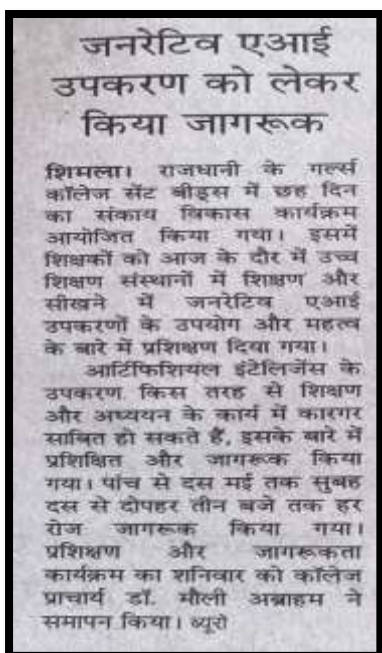 जनरेटिव एआई
उपकरण को लेकर
किया जागरूक
शिमला। राजधानी के गर्ल्स
कॉलेज सेंट बीड्स में छह दिन
का संकाय विकास कार्यक्रम
आयोजित किया गया। इसमें
शिक्षकों को आज के दौर में उच्च
शिक्षण संस्थानों में शिक्षण और
सीखने में जनरेटिव एआई
उपकरणों के उपयोग और महत्व
के बारे में प्रशिक्षण दिया गया।
आर्टिफिशियल इंटेलिजेंस के
उपकरण किस तरह से शिक्षण
और अध्ययन के कार्य में कारगर
साबित हो सकते हैं, इसके बारे में
प्रशिक्षित और जागरूक किया
गया। पांच से दस मई तक सुबह
दस से दोपहर तीन बजे तक हर
रोज जागरूक किया गया।
प्रशिक्षण और जागरूकता
कार्यक्रम का शनिवार को कॉलेज
प्राचार्य डॉ. मौली अब्राहम ने
समापन किया। ब्यूरो